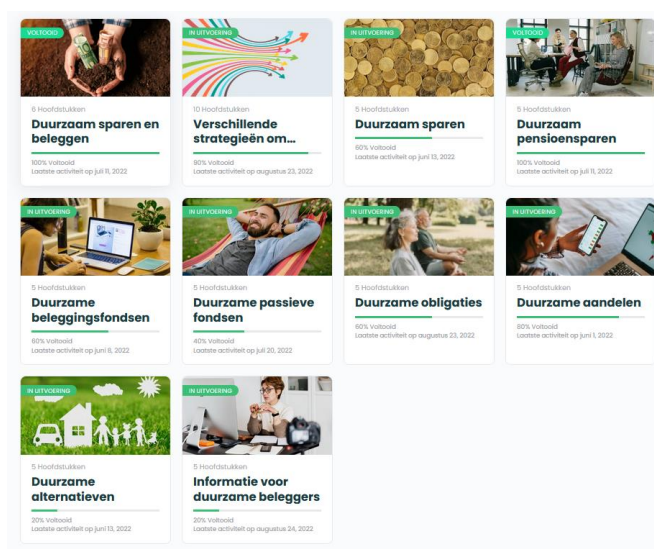 VOLTOOID
6 Hoofdstukken
Duurzaam sparen en
beleggen
100% Voltooid
Laatste activiteit op juli 11, 2022
IN UITVOERING
10 Hoofdstukken
Verschillende
strategieën om...
80% Voltooid
Laatste activiteit op augustus 23, 2022
IN UITVOERING
5 Hoofdstukken
Duurzaam sparen
60% Voltooid
Laatste activiteit op juni 13, 2022
VOLTOOID
5 Hoofdstukken
Duurzaam
pensioensparen
100% Voltooid
Laatste activiteit op juli 11, 2022
IN UITVOERING
5 Hoofdstukken
Duurzame
beleggingsfondsen
60% Voltooid
Laatste activiteit op juni 8, 2022
IN UITVOERING
5 Hoofdstukken
Duurzame passieve
fondsen
40% Voltooid
Laatste activiteit op juli 20, 2022
IN UITVOERING
5 Hoofdstukken
Duurzame obligaties
60% Voltooid
Laatste activiteit op augustus 23, 2022
IN UITVOERING
5 Hoofdstukken
Duurzame aandelen
80% Voltooid
Laatste activiteit op juni 1, 2022
IN UITVOERING
5 Hoofdstukken
Duurzame
alternatieven
20% Voltooid
Laatste activiteit op juni 13, 2022
IN UITVOERING
5 Hoofdstukken
Informatie voor
duurzame beleggers
20% Voltooid
Laatste activiteit op augustus 24, 2022